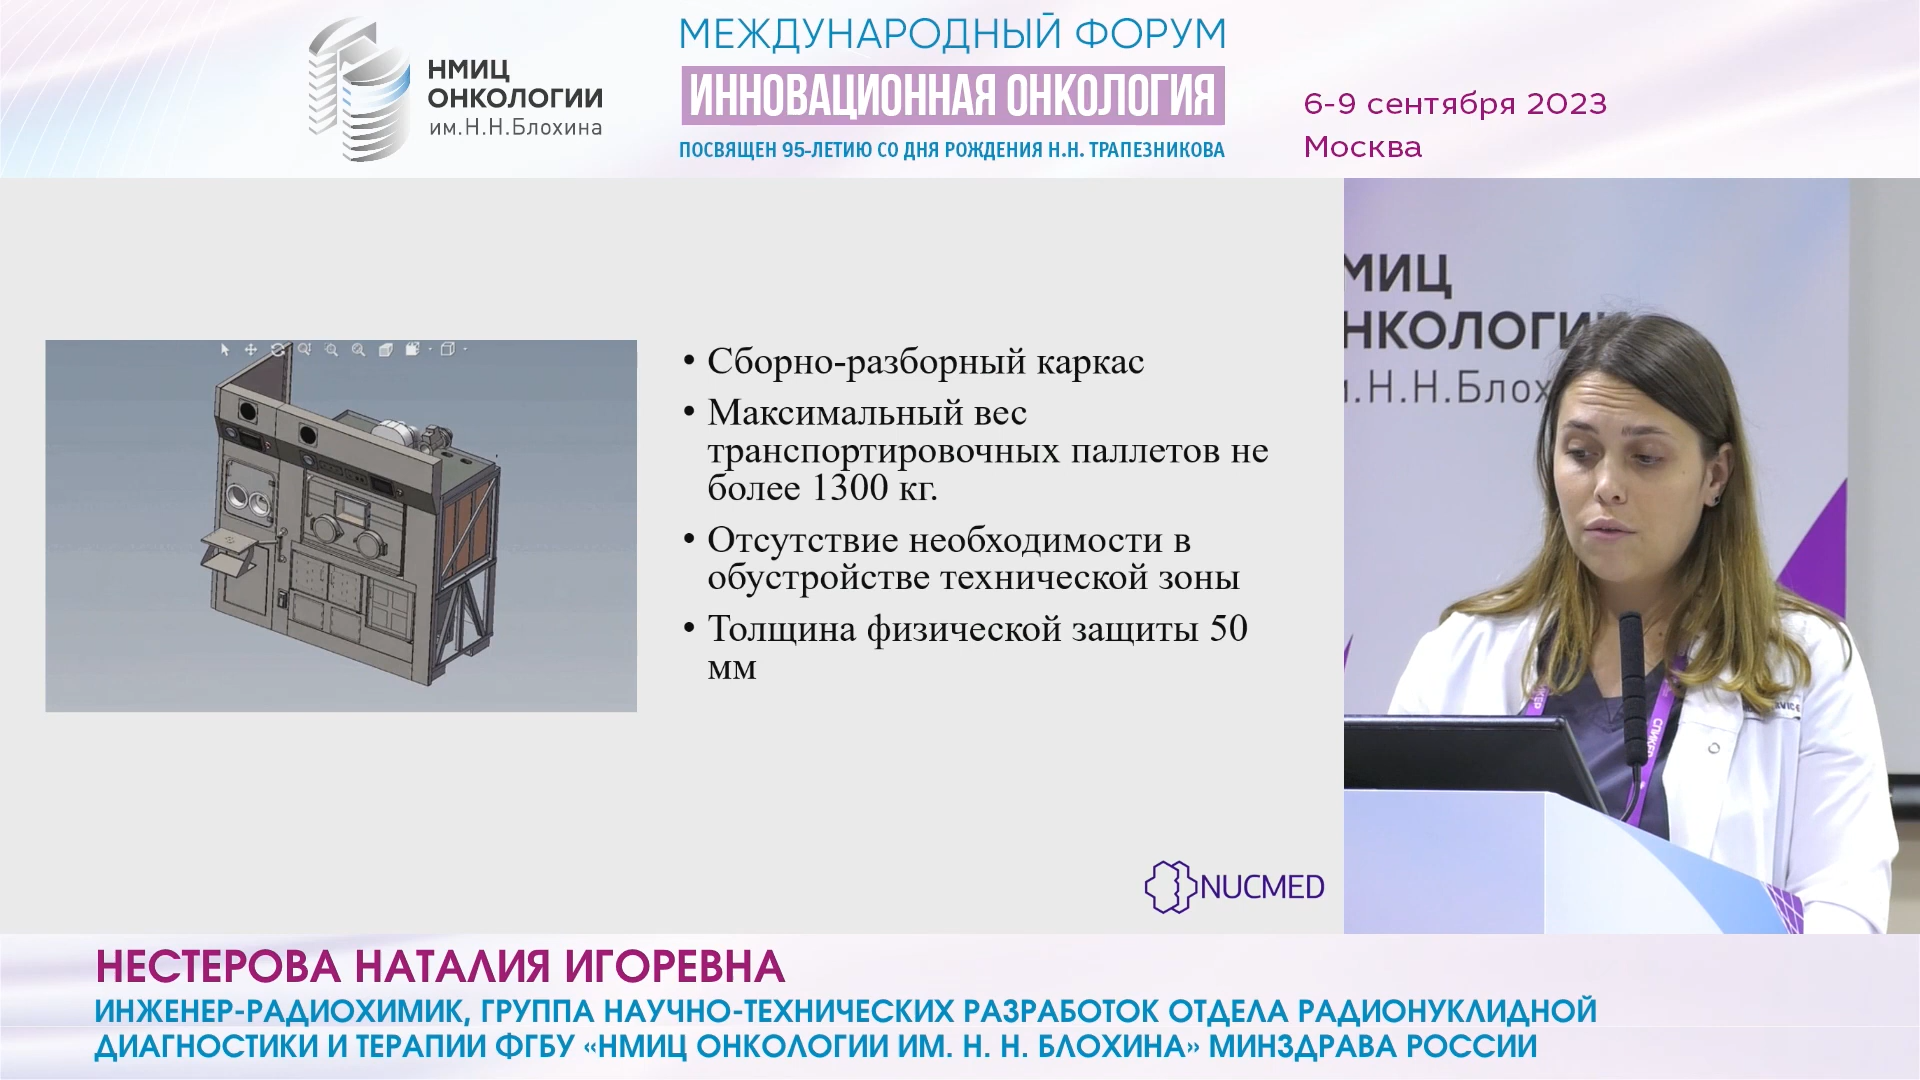 НМИЦ
ОНКОЛОГИИ
им.Н.Н.Блохина
МЕЖДУНАРОДНЫЙ ФОРУМ
ИННОВАЦИОННАЯ ОНКОЛОГИЯ
ПОСВЯЩЕН 95-ЛЕТИЮ СО ДНЯ РОЖДЕНИЯ Н.Н. ТРАПЕЗНИКОВА
6-9 сентября 2023
Москва
• Сборно-разборный каркас
• Максимальный вес
транспортировочных паллетов не
более 1300 кг.
• Отсутствие необходимости в
обустройстве технической зоны
• Толщина физической защиты 50
мм
NUCMED
МИЦ
НКОЛОГИ
.Н.Н.Блох
НЕСТЕРОВА НАТАЛИЯ ИГОРЕВНА
ИНЖЕНЕР-РАДИОХИМИК, ГРУППА НАУЧНО-ТЕХНИЧЕСКИХ РАЗРАБОТОК ОТДЕЛА РАДИОНУКЛИДНОЙ
ДИАГНОСТИКИ И ТЕРАПИИ ФГБУ «НМИЦ ОНКОЛОГИИ ИМ. Н. Н. БЛОХИНА» МИНЗДРАВА РОССИИ